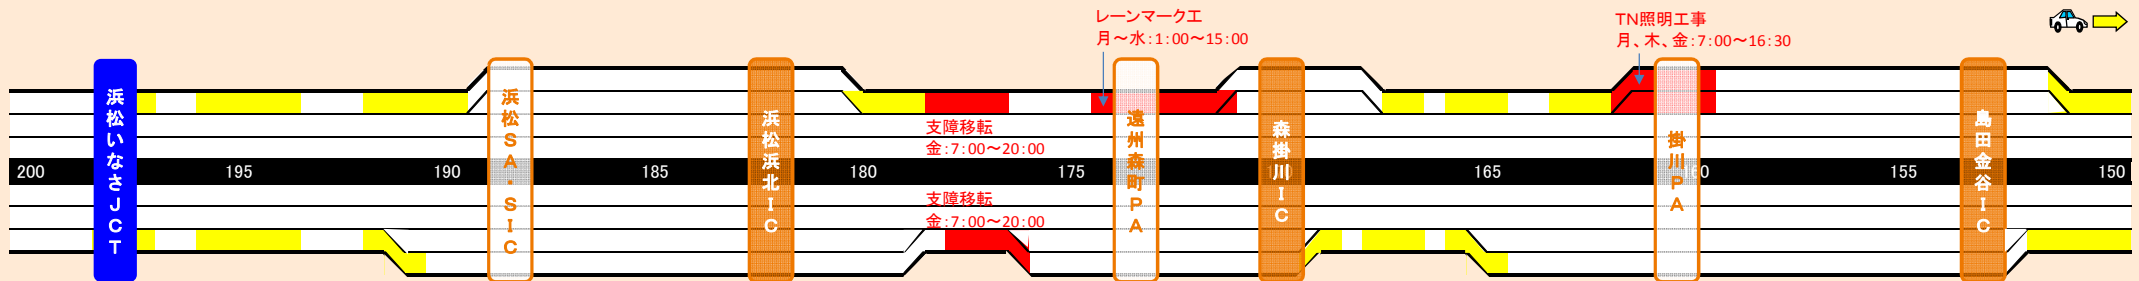 レーンマーク工
月～水:1:00～15:00
TN照明工事
月、木、金:7:00～16:30
浜松いなさJCT
浜松SA・SIC
浜松浜北IC
遠州森町PA
森掛川IC
掛川PA
島田金谷IC
支障移転
金:7:00～20:00
200 195 190 185 180 175 165 155 150
支障移転
金:7:00～20:00